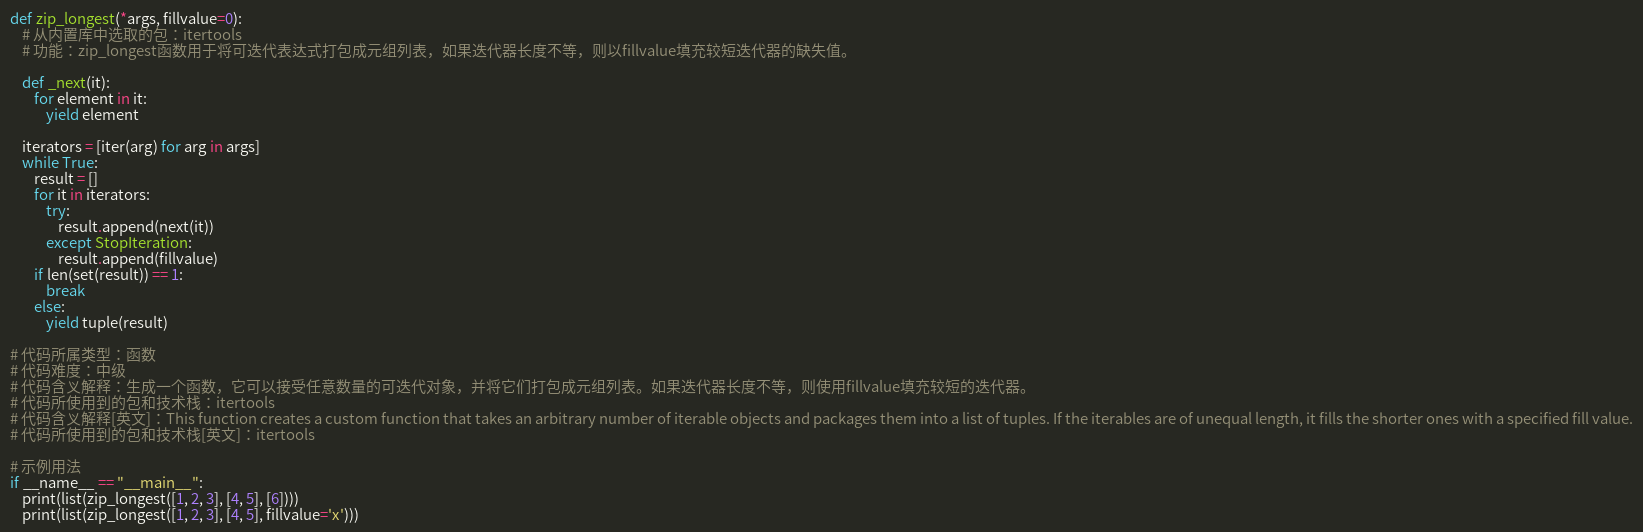 def zip_longest(*args, fillvalue=0):
# 从内置库中选取的包：itertools
# 功能：zip_longest函数用于将可迭代表达式打包成元组列表，如果迭代器长度不等，则以fillvalue填充较短迭代器的缺失值。
def _next(it):
for element in it:
yield element
iterators = [iter(arg) for arg in args]
while True:
result = []
for it in iterators:
try:
result.append(next(it))
except StopIteration:
result.append(fillvalue)
if len(set(result)) == 1:
break
else:
yield tuple(result)
# 代码所属类型：函数
# 代码难度：中级
# 代码含义解释：生成一个函数，它可以接受任意数量的可迭代对象，并将它们打包成元组列表。如果迭代器长度不等，则使用fillvalue填充较短的迭代器。
# 代码所使用到的包和技术栈：itertools
# 代码含义解释[英文]：This function creates a custom function that takes an arbitrary number of iterable objects and packages them into a list of tuples. If the iterables are of unequal length, it fills the shorter ones with a specified fill value.
# 代码所使用到的包和技术栈[英文]：itertools
# 示例用法
if __name__ == "__main__":
print(list(zip_longest([1, 2, 3], [4, 5], [6])))
print(list(zip_longest([1, 2, 3], [4, 5], fillvalue='x')))